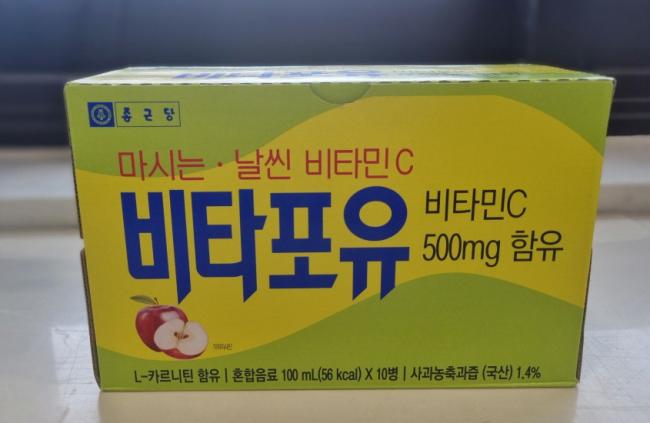 종근당
마시는·날씬 비타민C
비타포유
비타민C
500mg 함유
L-카르니틴 함유 | 혼합음료 100 mL(56 kcal) X 10병 | 사과농축과즙 (국산) 1.4%